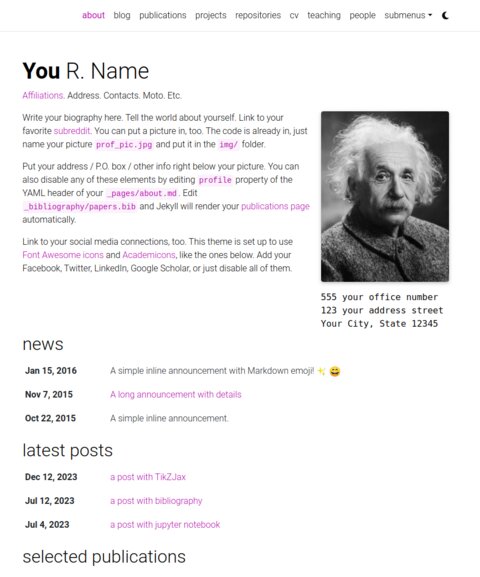 about blog publications projects repositories cv teaching people submenus
You R. Name
Affiliations. Address. Contacts. Moto. Etc.
Write your biography here. Tell the world about yourself. Link to your
favorite subreddit. You can put a picture in, too. The code is already in, just
name your picture prof_pic.jpg and put it in the img/ folder.
Put your address / P.O. box / other info right below your picture. You can
also disable any of these elements by editing profile property of the
YAML header of your _pages/about.md. Edit
_bibliography/papers.bib and Jekyll will render your publications page
automatically.
Link to your social media connections, too. This theme is set up to use
Font Awesome icons and Academicons, like the ones below. Add your
Facebook, Twitter, LinkedIn, Google Scholar, or just disable all of them.
555 your office number
123 your address street
Your City, State 12345
news
Jan 15, 2016 A simple inline announcement with Markdown emoji! ✨ 😄
Nov 7, 2015 A long announcement with details
Oct 22, 2015 A simple inline announcement.
latest posts
Dec 12, 2023 a post with TikZJax
Jul 12, 2023 a post with bibliography
Jul 4, 2023 a post with jupyter notebook
selected publications